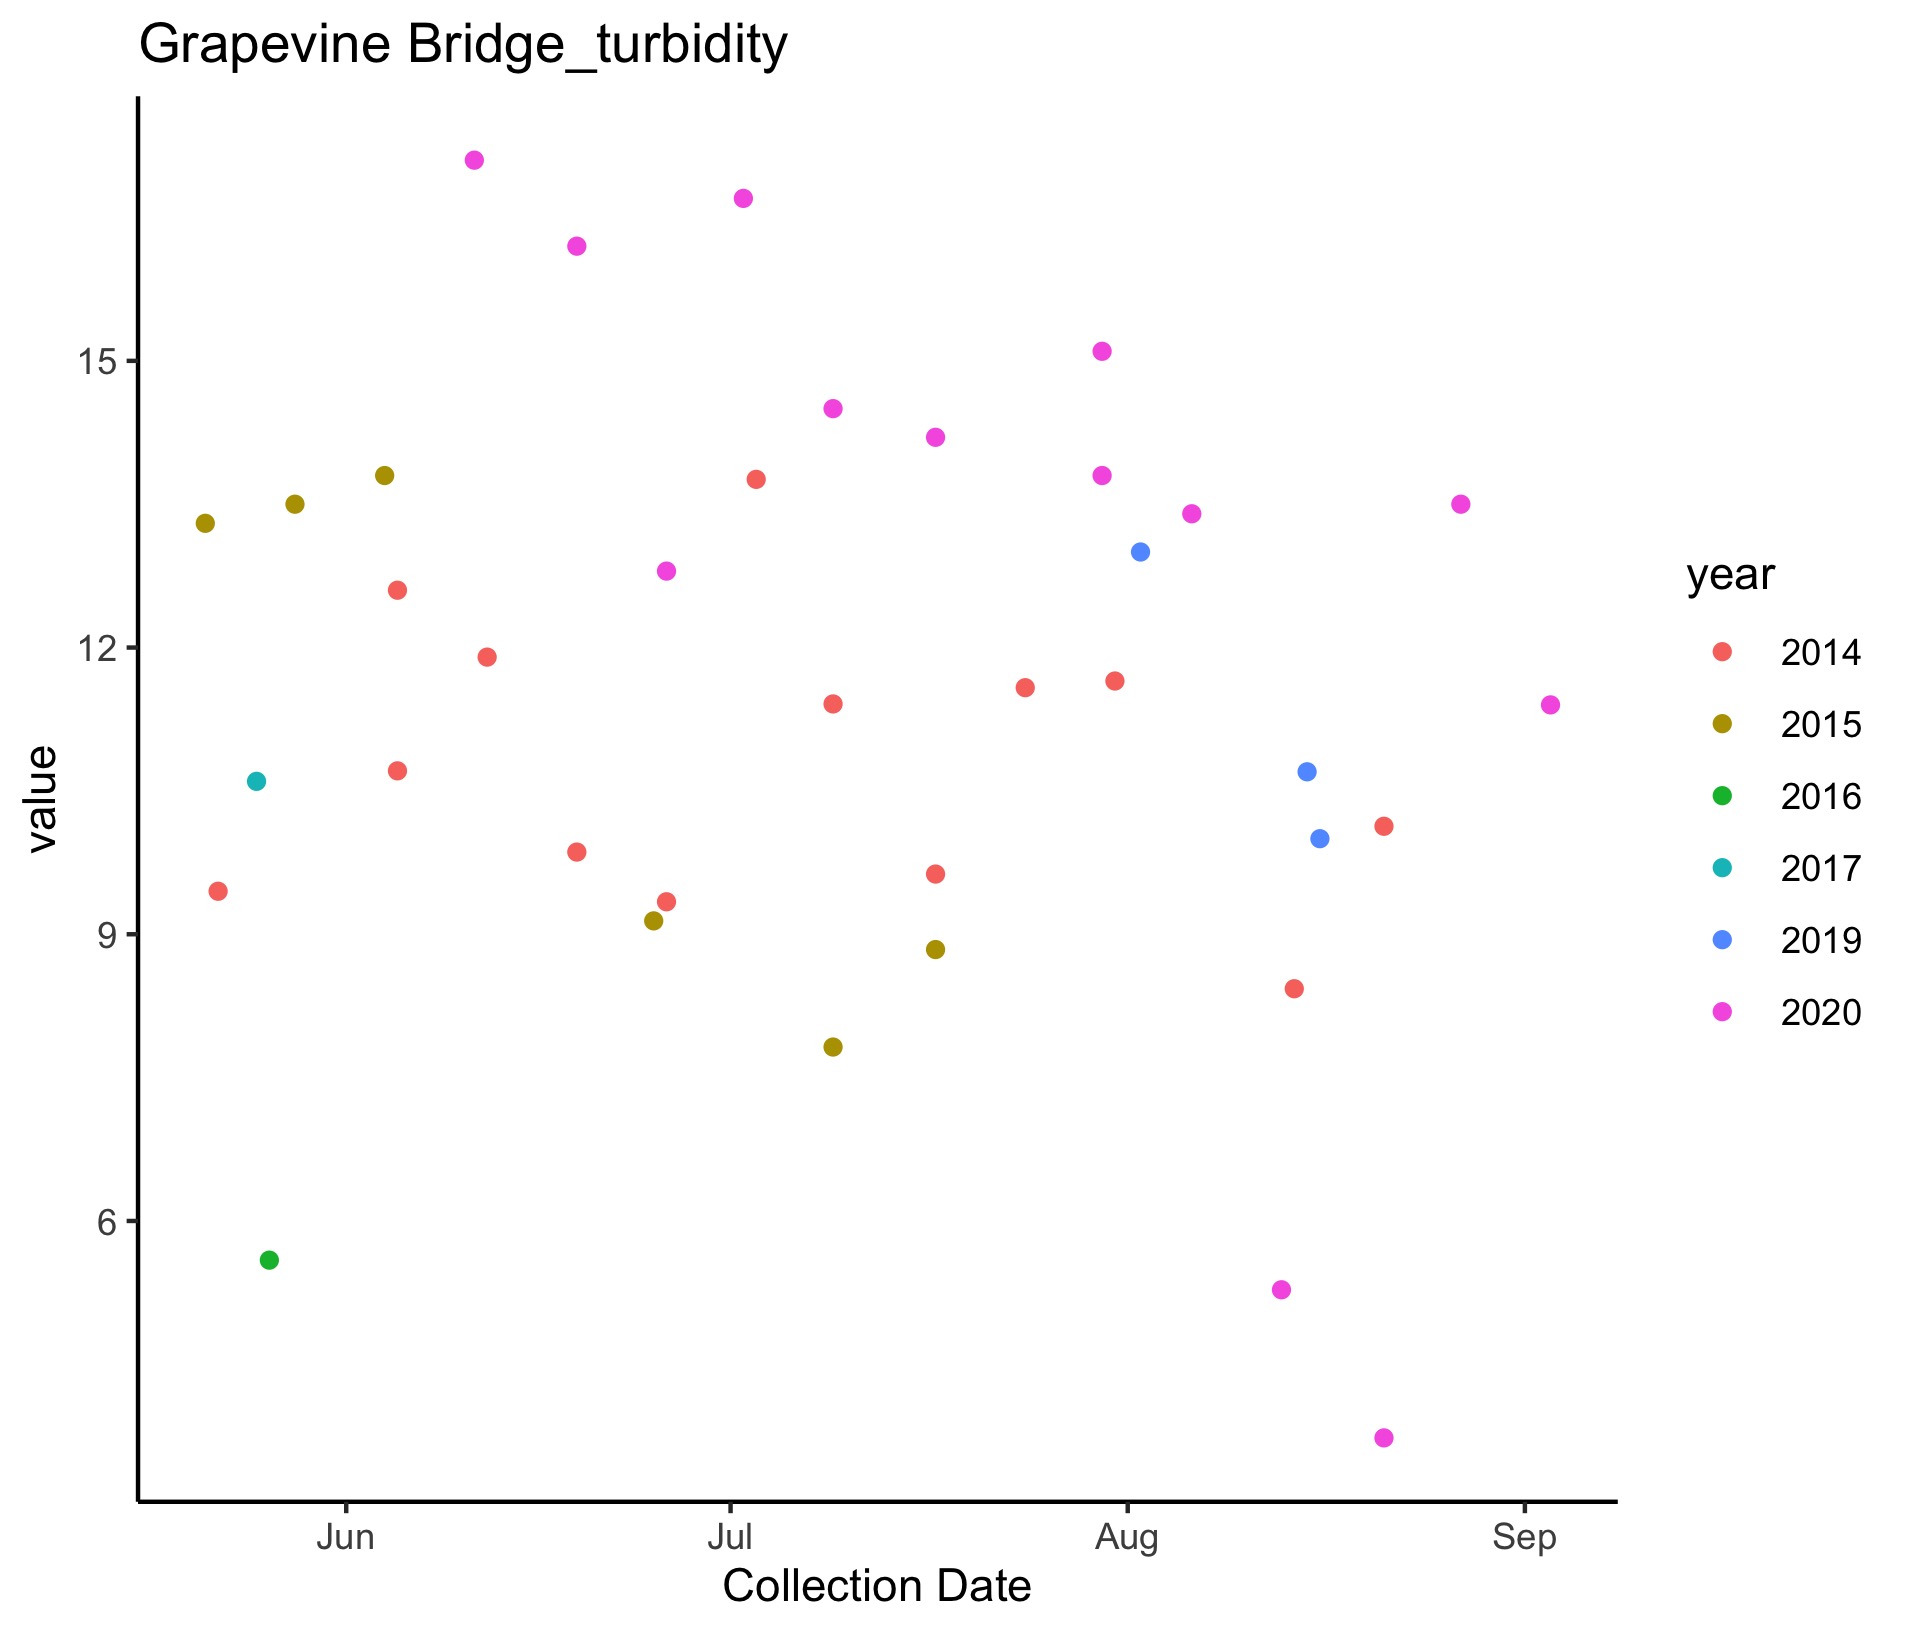 Grapevine Bridge_turbidity
15
12
9
6
value
Jun
Jul
Aug
Sep
Collection Date
year
2014
2015
2016
2017
2019
2020